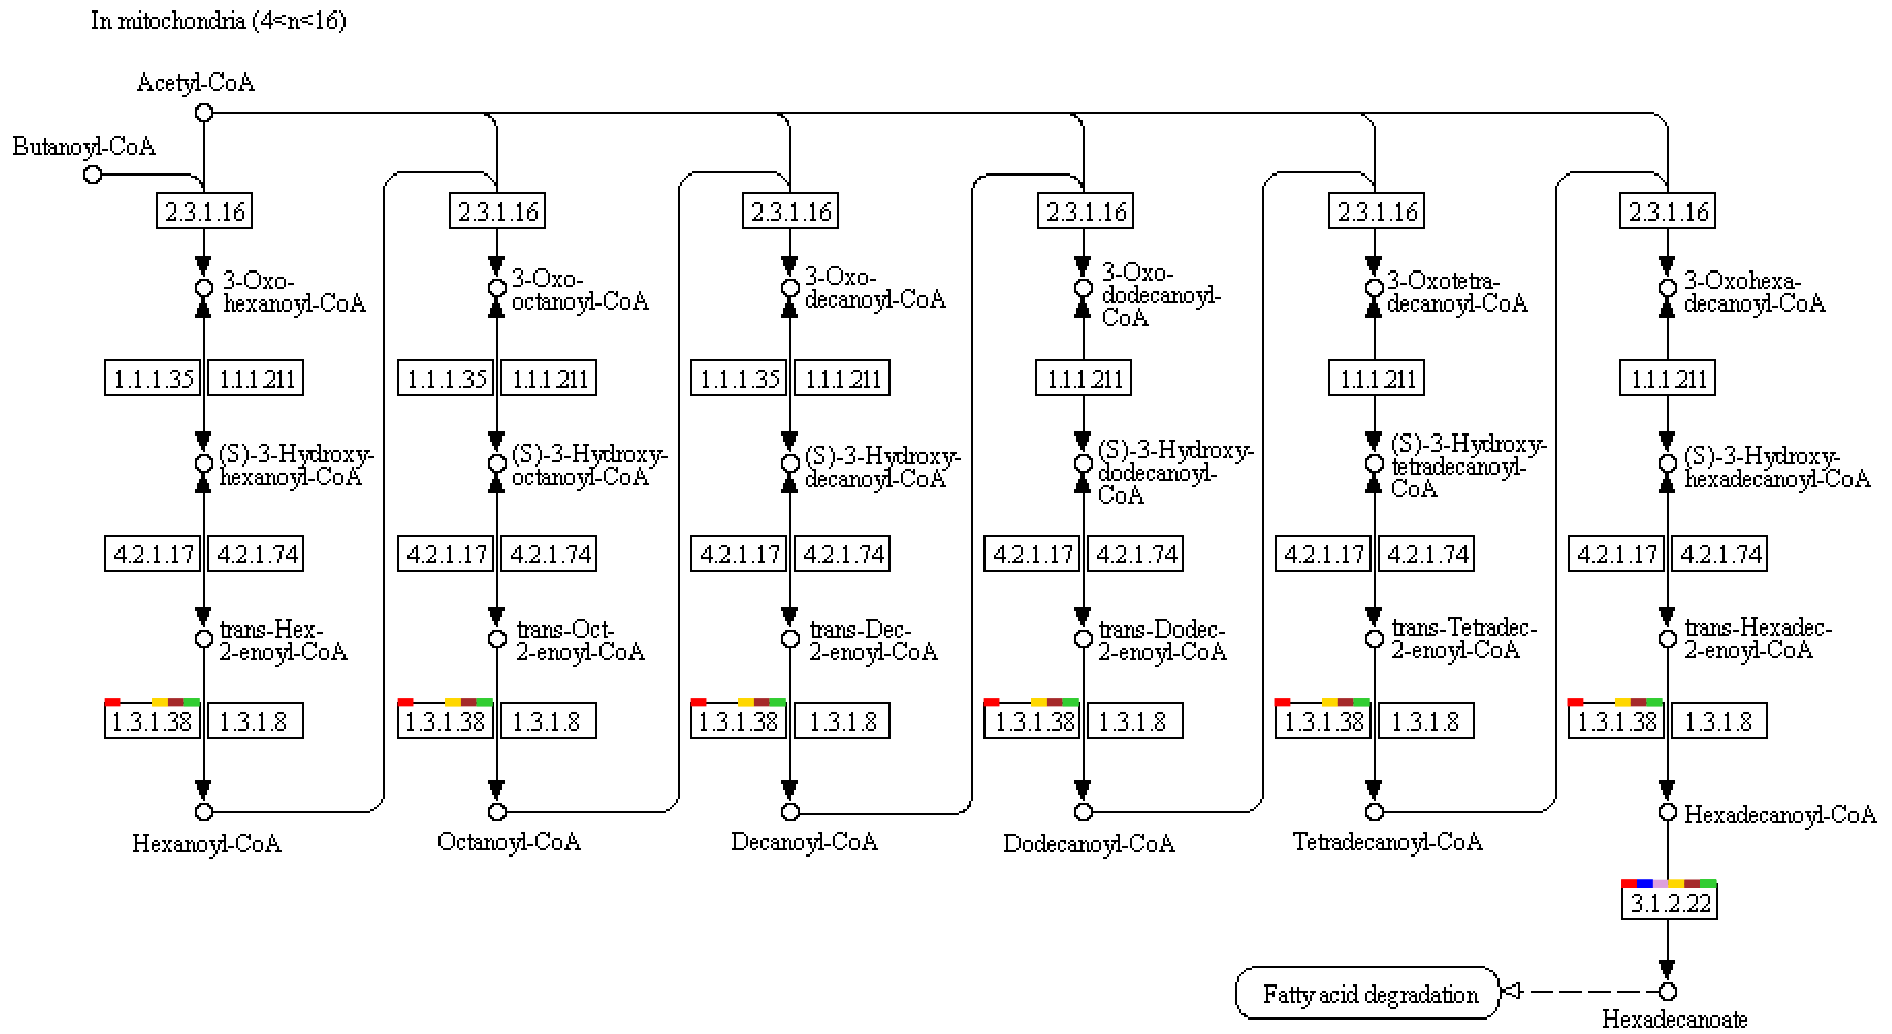 In mitochondria (4<n<16)
Acetyl-CoA
Butanoyl-CoA
2.3.1.16 2.3.1.16 2.3.1.16 2.3.1.16 2.3.1.16 2.3.1.16
3-Oxo-
hexanoyl-CoA
3-Oxo-
octanoyl-CoA
3-Oxo-
decanoyl-CoA
3-Oxo-
dodecanoyl-
CoA
3-Oxotetra-
decanoyl-CoA
3-Oxohexa-
decanoyl-CoA
1.1.1.35 1.1.1.211 1.1.1.35 1.1.1.211 1.1.1.35 1.1.1.211 1.1.1.211 1.1.1.211 1.1.1.211
(S)-3-Hydroxy-
hexanoyl-CoA
(S)-3-Hydroxy-
octanoyl-CoA
(S)-3-Hydroxy-
decanoyl-CoA
(S)-3-Hydroxy-
dodecanoyl-
CoA
(S)-3-Hydroxy-
tetradecanoyl-
CoA
(S)-3-Hydroxy-
hexadecanoyl-CoA
4.2.1.17 4.2.1.74 4.2.1.17 4.2.1.74 4.2.1.17 4.2.1.74 4.2.1.17 4.2.1.74 4.2.1.17 4.2.1.74 4.2.1.17 4.2.1.74
trans-Hex-
2-enoyl-CoA
trans-Oct-
2-enoyl-CoA
trans-Dec-
2-enoyl-CoA
trans-Dodec-
2-enoyl-CoA
trans-Tetradec-
2-enoyl-CoA
trans-Hexadec-
2-enoyl-CoA
1.3.1.38 1.3.1.8 1.3.1.38 1.3.1.8 1.3.1.38 1.3.1.8 1.3.1.38 1.3.1.8 1.3.1.38 1.3.1.8 1.3.1.38 1.3.1.8
Hexanoyl-CoA
Octanoyl-CoA
Decanoyl-CoA
Dodecanoyl-CoA
Tetradecanoyl-CoA
Hexadecanoyl-CoA
3.1.2.22
Fatty acid degradation
Hexadecanoate